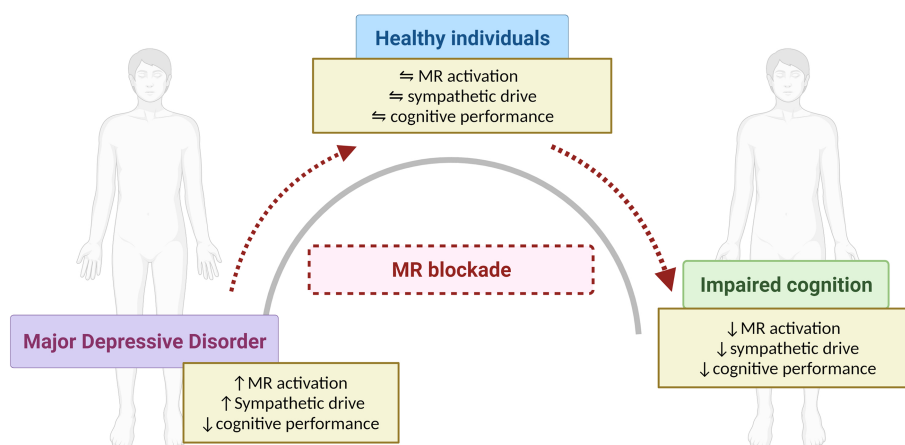 Healthy individuals
⇋ MR activation
⇋ sympathetic drive
⇋ cognitive performance
MR blockade
Impaired cognition
↓ MR activation
↓ sympathetic drive
↓ cognitive performance
Major Depressive Disorder
↑ MR activation
↑ Sympathetic drive
↓ cognitive performance